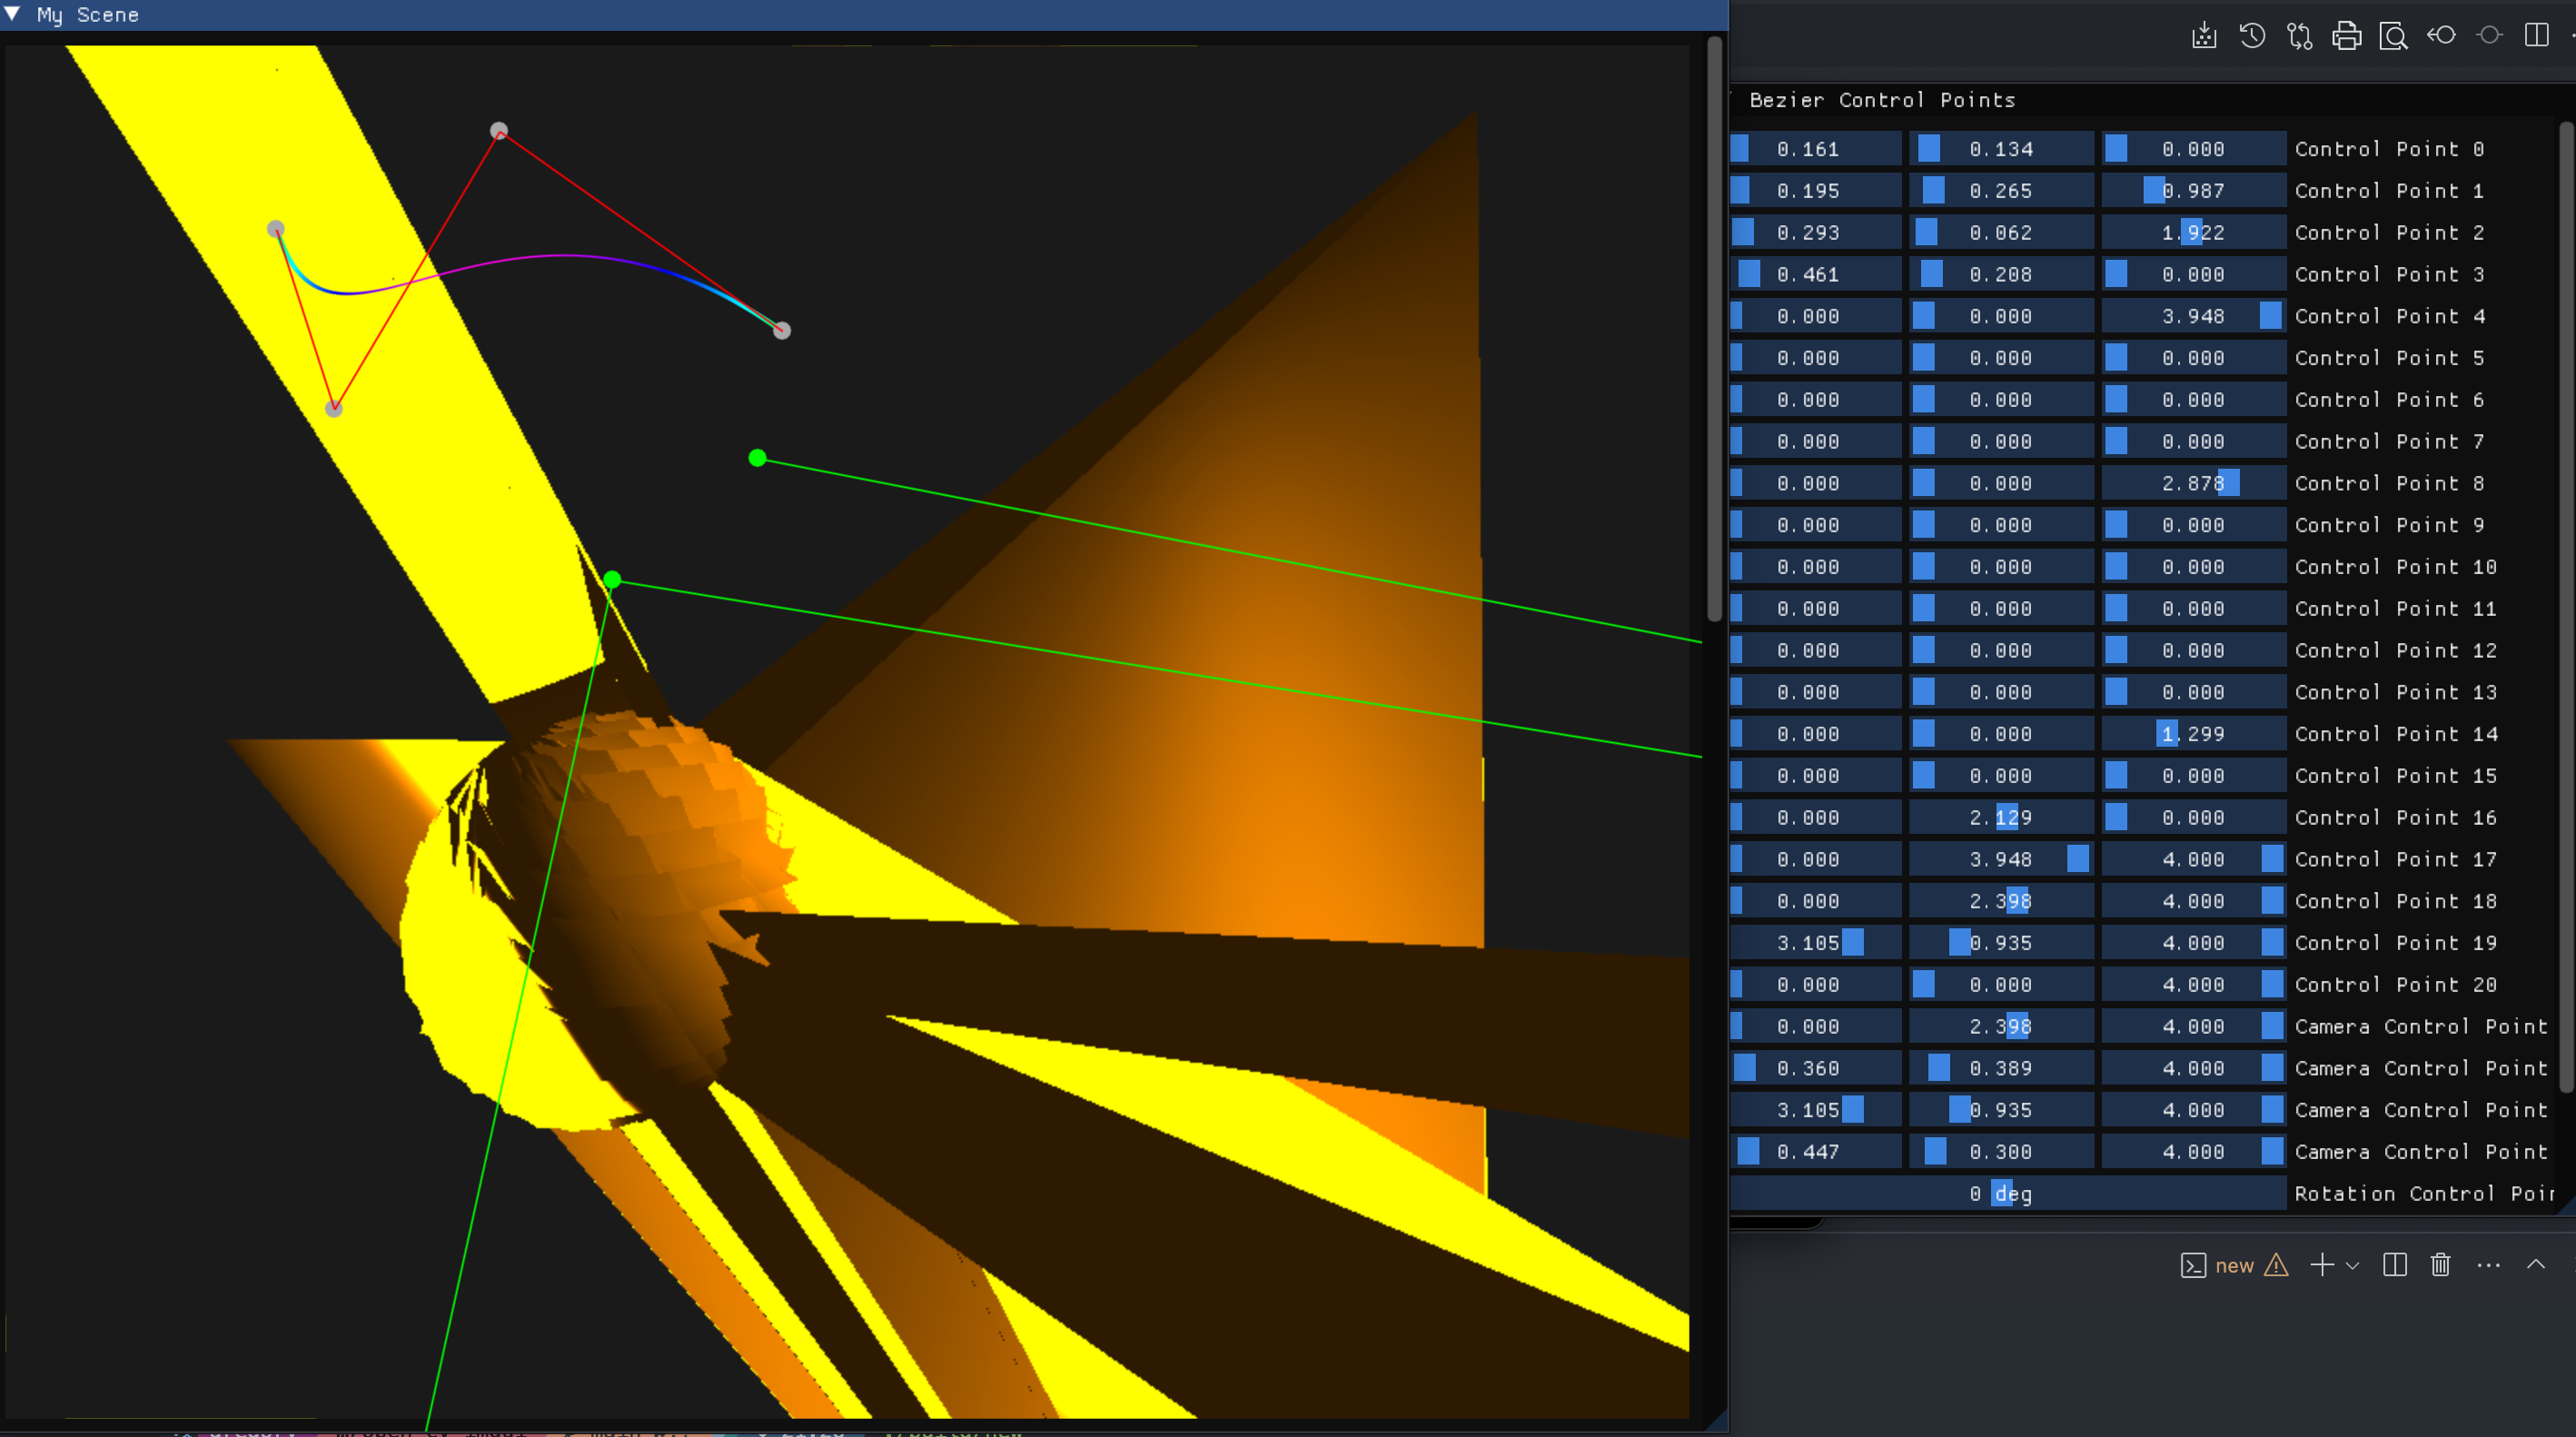 My Scene
Bezier Control Points
0.161 0.134 0.000 Control Point 0
0.195 0.265 0.987 Control Point 1
0.293 0.062 1.922 Control Point 2
0.461 0.208 0.000 Control Point 3
0.000 0.000 3.948 Control Point 4
0.000 0.000 0.000 Control Point 5
0.000 0.000 0.000 Control Point 6
0.000 0.000 0.000 Control Point 7
0.000 0.000 2.878 Control Point 8
0.000 0.000 0.000 Control Point 9
0.000 0.000 0.000 Control Point 10
0.000 0.000 0.000 Control Point 11
0.000 0.000 0.000 Control Point 12
0.000 0.000 0.000 Control Point 13
0.000 0.000 1.299 Control Point 14
0.000 0.000 0.000 Control Point 15
0.000 2.129 0.000 Control Point 16
0.000 3.948 4.000 Control Point 17
0.000 2.398 4.000 Control Point 18
3.105 0.935 4.000 Control Point 19
0.000 0.000 4.000 Control Point 20
0.000 2.398 4.000 Camera Control Point
0.360 0.389 4.000 Camera Control Point
3.105 0.935 4.000 Camera Control Point
0.447 0.300 4.000 Camera Control Point
0 deg Rotation Control Poin
new